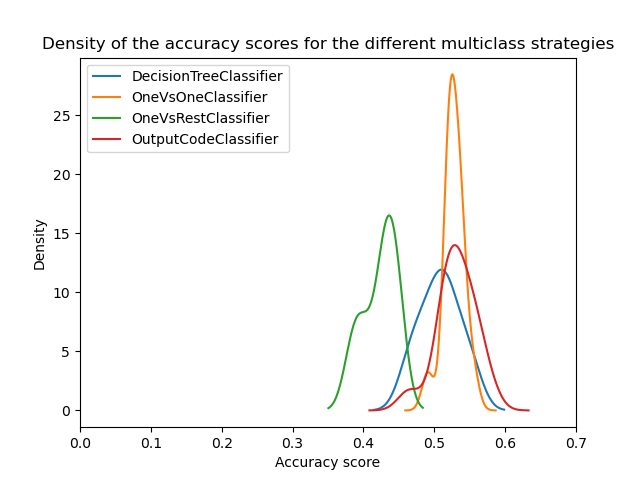 Density of the accuracy scores for the different multiclass strategies
DecisionTreeClassifier
OneVsOneClassifier
OneVsRestClassifier
OutputCodeClassifier
Density
25
20
15
10
5
0
0.0 0.1 0.2 0.3 0.4 0.5 0.6 0.7
Accuracy score